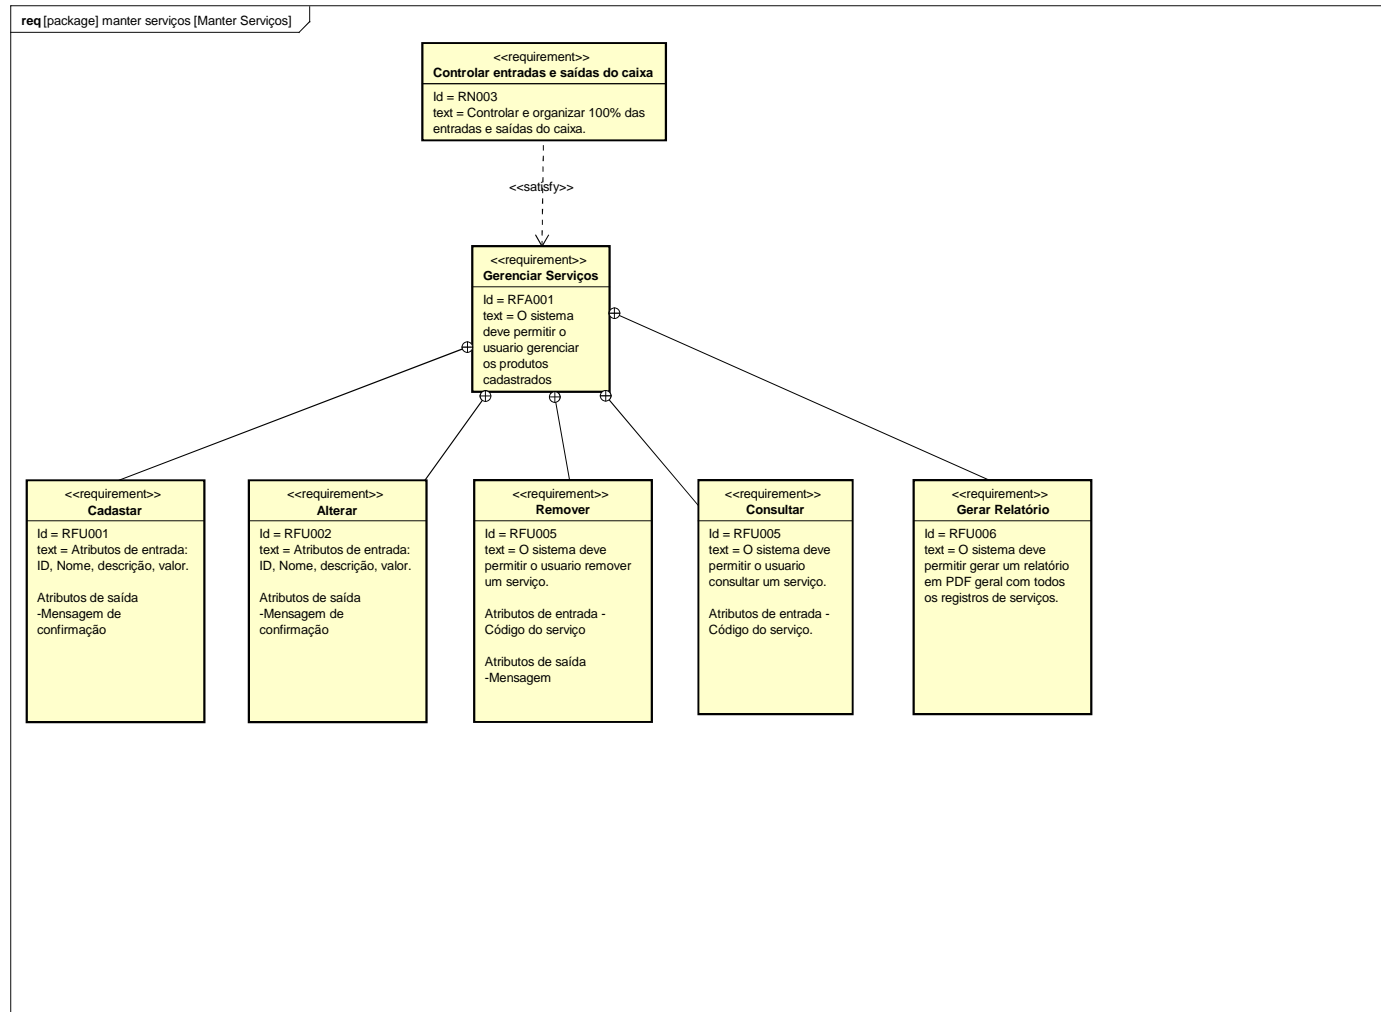 req [package] manter serviços [Manter Serviços]
<<requirement>>
Controlar entradas e saídas do caixa
Id = RN003
text = Controlar e organizar 100% das
entradas e saídas do caixa.
<<satisfy>>
<<requirement>>
Gerenciar Serviços
Id = RFA001
text = O sistema
deve permitir o
usuario gerenciar
os produtos
cadastrados
<<requirement>>
Cadastar
Id = RFU001
text = Atributos de entrada:
ID, Nome, descrição, valor.
Atributos de saída
-Mensagem de
confirmação
<<requirement>>
Alterar
Id = RFU002
text = Atributos de entrada:
ID, Nome, descrição, valor.
Atributos de saída
-Mensagem de
confirmação
<<requirement>>
Remover
Id = RFU005
text = O sistema deve
permitir o usuario remover
um serviço.
Atributos de entrada -
Código do serviço
Atributos de saída
-Mensagem
<<requirement>>
Consultar
Id = RFU005
text = O sistema deve
permitir o usuario
consultar um serviço.
Atributos de entrada -
Código do serviço.
<<requirement>>
Gerar Relatório
Id = RFU006
text = O sistema deve
permitir gerar um relatório
em PDF geral com todos
os registros de serviços.